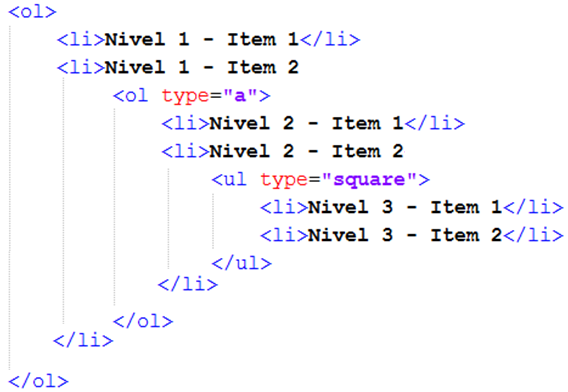 <ol>
<li>Nivel 1 - Item 1</li>
<li>Nivel 1 - Item 2
<ol type="a">
<li>Nivel 2 - Item 1</li>
<li>Nivel 2 - Item 2
<ul type="square">
<li>Nivel 3 - Item 1</li>
<li>Nivel 3 - Item 2</li>
</ul>
</li>
</ol>
</li>
</ol>